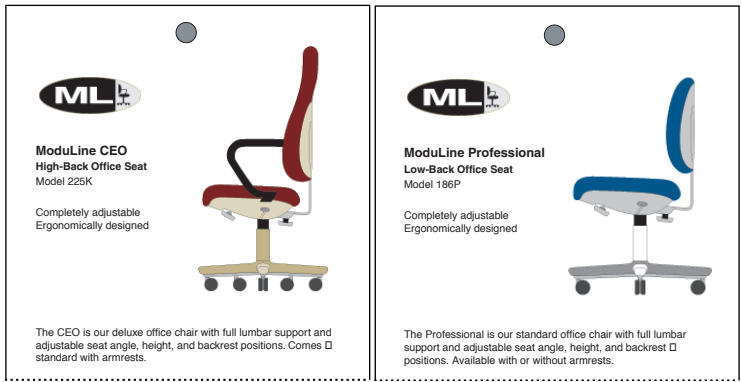 ML
ModuLine CEO
High-Back Office Seat
Model 225K
Completely adjustable
Ergonomically designed
The CEO is our deluxe office chair with full lumbar support and
adjustable seat angle, height, and backrest positions. Comes □
standard with armrests.
ML
ModuLine Professional
Low-Back Office Seat
Model 186P
Completely adjustable
Ergonomically designed
The Professional is our standard office chair with full lumbar
support and adjustable seat angle, height, and backrest □
positions. Available with or without armrests.